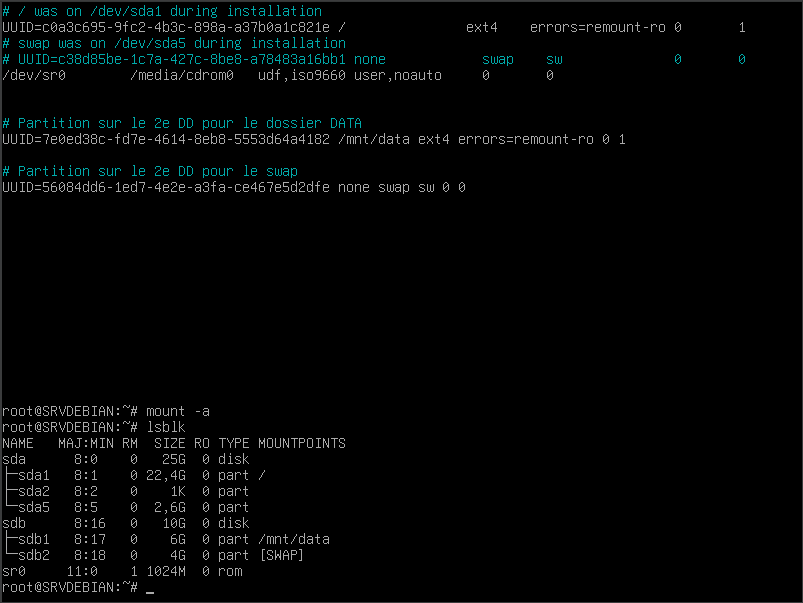 # / was on /dev/sda1 during installation
UUID=c0a3c695-9fc2-4b3c-898a-a37b0a1c821e /               ext4    errors=remount-ro 0       1
# swap was on /dev/sda5 during installation
# UUID=c38d85be-1c7a-427c-8be8-a78483a16bb1 none            swap    sw              0       0
/dev/sr0        /media/cdrom0   udf,iso9660 user,noauto     0       0
# Partition sur le 2e DD pour le dossier DATA
UUID=7e0ed38c-fd7e-4614-8eb8-5553d64a4182 /mnt/data ext4 errors=remount-ro 0 1
# Partition sur le 2e DD pour le swap
UUID=56084dd6-1ed7-4e2e-a3fa-ce467e5d2dfe none swap sw 0 0
root@SRVDEBIAN:~# mount -a
root@SRVDEBIAN:~# lsblk
NAME   MAJ:MIN RM  SIZE RO TYPE MOUNTPOINTS
sda      8:0    0   25G  0 disk
├─sda1   8:1    0 22,4G  0 part /
├─sda2   8:2    0    1K  0 part
└─sda5   8:5    0  2,6G  0 part
sdb      8:16   0   10G  0 disk
├─sdb1   8:17   0    6G  0 part /mnt/data
└─sdb2   8:18   0    4G  0 part [SWAP]
sr0     11:0    1 1024M  0 rom
root@SRVDEBIAN:~# _